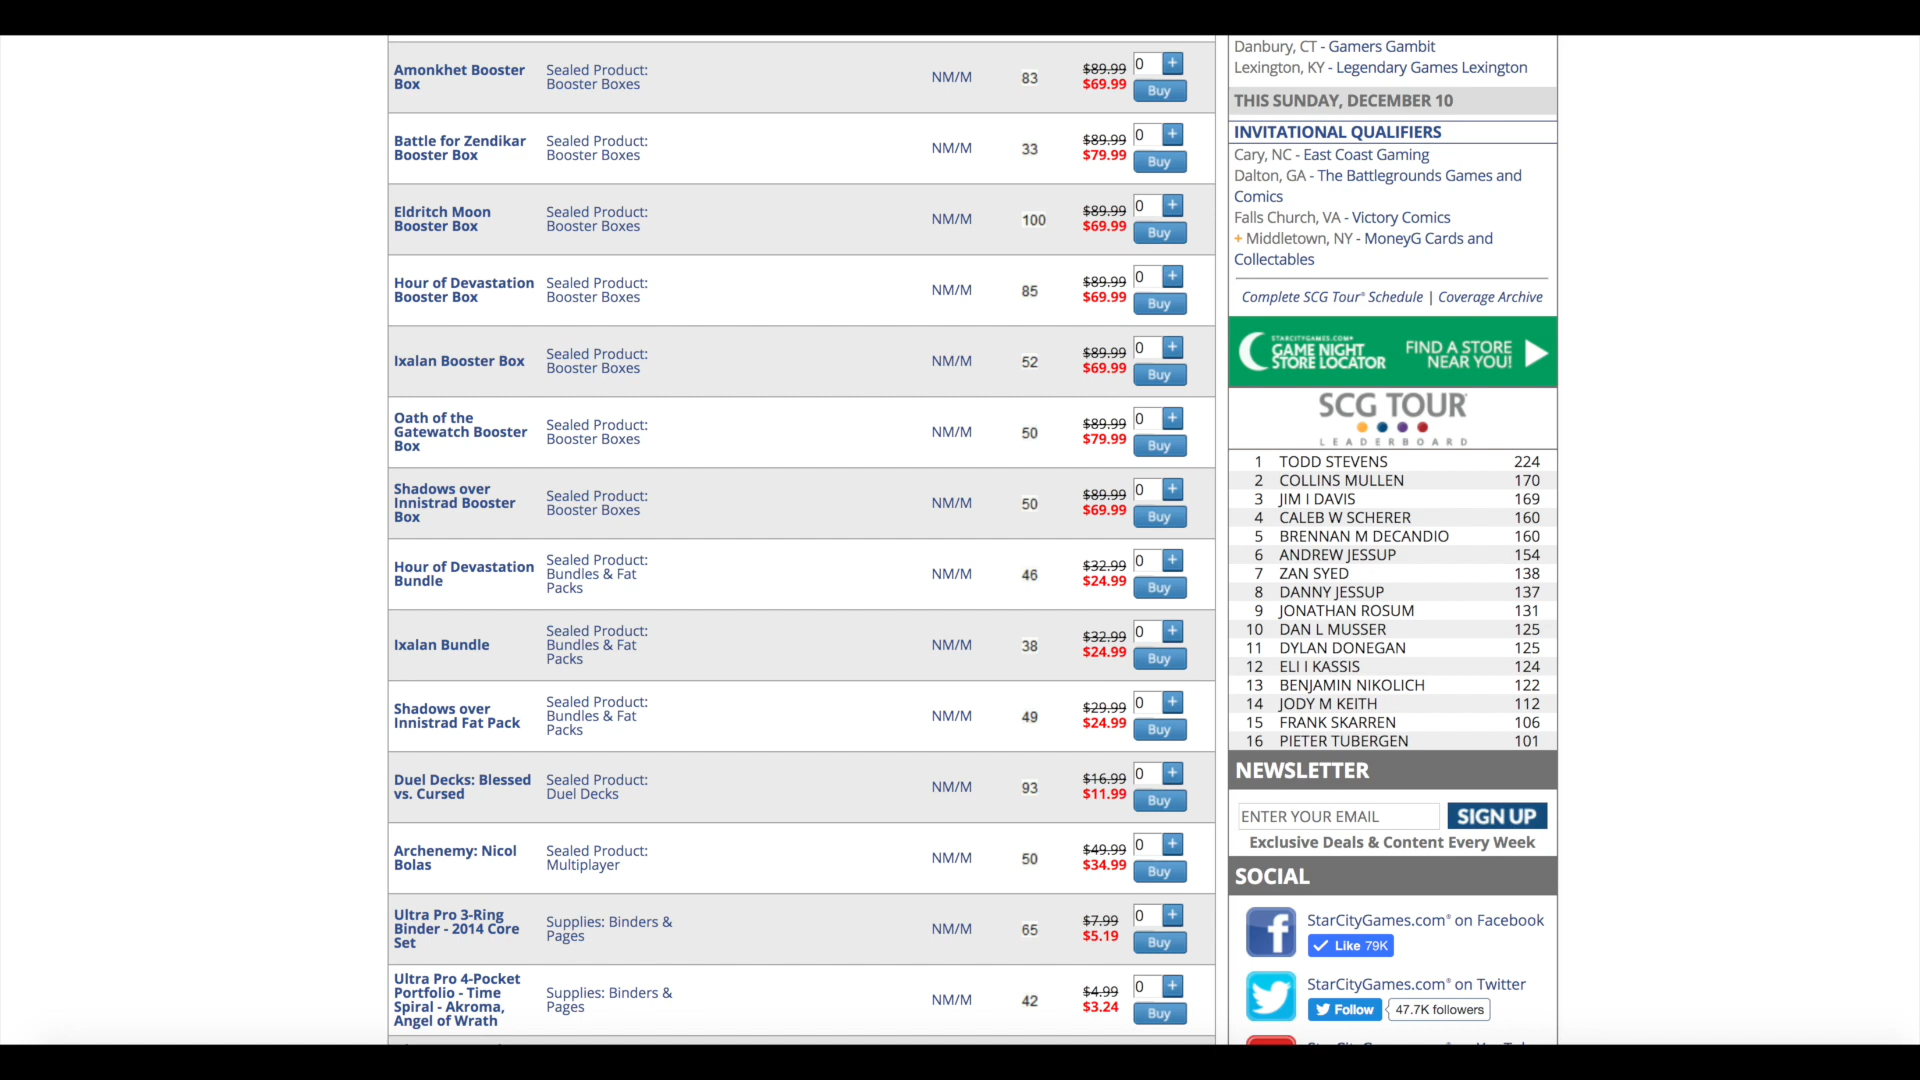 Amonkhet Booster
Box
Sealed Product:
Booster Boxes
NM/M
83
$89.99
$69.99
0
+
Buy
Battle for Zendikar
Booster Box
Sealed Product:
Booster Boxes
NM/M
33
$89.99
$79.99
0
+
Buy
Eldritch Moon
Booster Box
Sealed Product:
Booster Boxes
NM/M
100
$89.99
$69.99
0
+
Buy
Hour of Devastation
Booster Box
Sealed Product:
Booster Boxes
NM/M
85
$89.99
$69.99
0
+
Buy
Ixalan Booster Box
Sealed Product:
Booster Boxes
NM/M
52
$89.99
$69.99
0
+
Buy
Oath of the
Gatewatch Booster
Box
Sealed Product:
Booster Boxes
NM/M
50
$89.99
$79.99
0
+
Buy
Shadows over
Innistrad Booster
Box
Sealed Product:
Booster Boxes
NM/M
50
$89.99
$69.99
0
+
Buy
Hour of Devastation
Bundle
Sealed Product:
Bundles & Fat
Packs
NM/M
46
$32.99
$24.99
0
+
Buy
Ixalan Bundle
Sealed Product:
Bundles & Fat
Packs
NM/M
38
$32.99
$24.99
0
+
Buy
Shadows over
Innistrad Fat Pack
Sealed Product:
Bundles & Fat
Packs
NM/M
49
$29.99
$24.99
0
+
Buy
Duel Decks: Blessed
vs. Cursed
Sealed Product:
Duel Decks
NM/M
93
$16.99
$11.99
0
+
Buy
Archenemy: Nicol
Bolas
Sealed Product:
Multiplayer
NM/M
50
$49.99
$34.99
0
+
Buy
Ultra Pro 3-Ring
Binder - 2014 Core
Set
Supplies: Binders &
Pages
NM/M
65
$7.99
$5.19
0
+
Buy
Ultra Pro 4-Pocket
Portfolio - Time
Spiral - Akroma,
Angel of Wrath
Supplies: Binders &
Pages
NM/M
42
$4.99
$3.24
0
+
Buy
Danbury, CT - Gamers Gambit
Lexington, KY - Legendary Games Lexington
THIS SUNDAY, DECEMBER 10
INVITATIONAL QUALIFIERS
Cary, NC - East Coast Gaming
Dalton, GA - The Battlegrounds Games and
Comics
Falls Church, VA - Victory Comics
+ Middletown, NY - MoneyG Cards and
Collectables
Complete SCG Tour® Schedule | Coverage Archive
STARCITYGAMES.COM®
GAME NIGHT
STORE LOCATOR
FIND A STORE
NEAR YOU!
SCG TOUR
LEADERBOARD
1 TODD STEVENS 224
2 COLLINS MULLEN 170
3 JIM I DAVIS 169
4 CALEB W SCHERER 160
5 BRENNAN M DECANDIO 160
6 ANDREW JESSUP 154
7 ZAN SYED 138
8 DANNY JESSUP 137
9 JONATHAN ROSUM 131
10 DAN L MUSSER 125
11 DYLAN DONEGAN 125
12 ELI I KASSIS 124
13 BENJAMIN NIKOLICH 122
14 JODY M KEITH 112
15 FRANK SKARREN 106
16 PIETER TUBERGEN 101
NEWSLETTER
ENTER YOUR EMAIL
SIGN UP
Exclusive Deals & Content Every Week
SOCIAL
StarCityGames.com® on Facebook
Like 79K
StarCityGames.com® on Twitter
Follow
47.7K followers